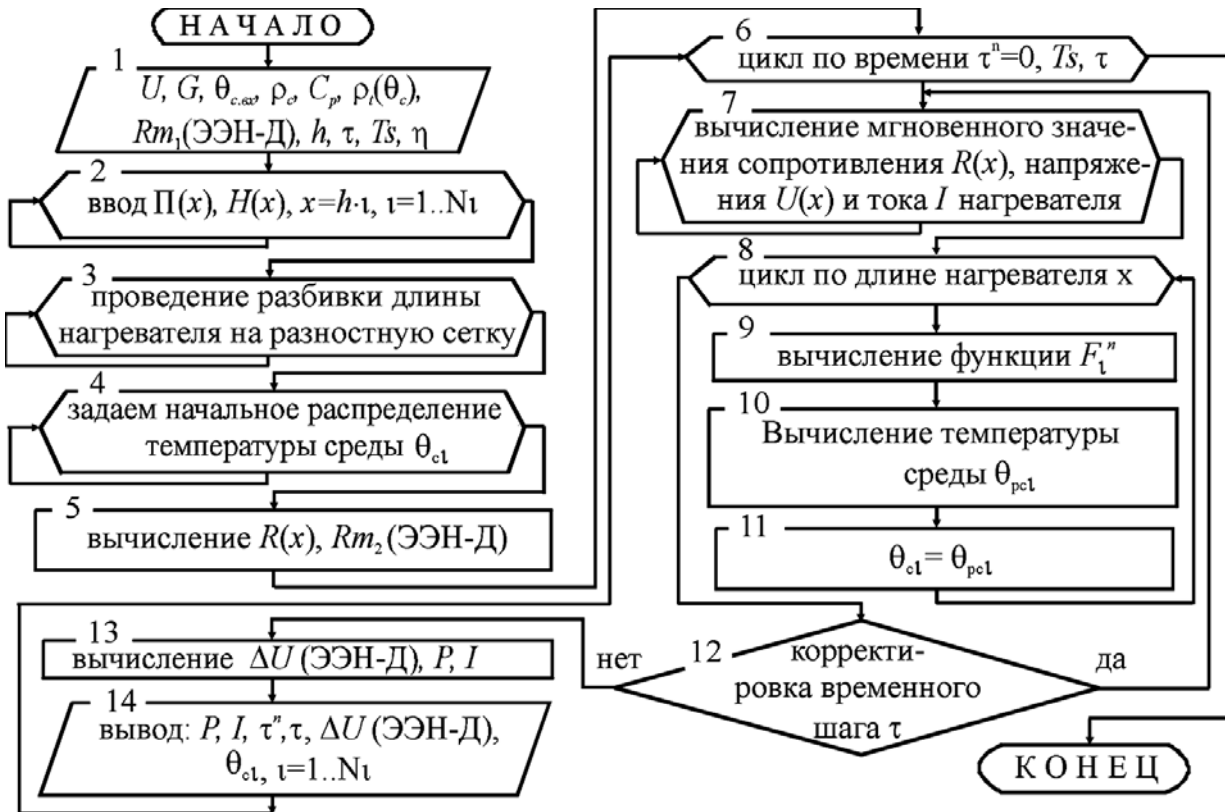 НАЧАЛО
1
U, G, θс.вх, ρс, Cp, ρt(θc),
Rm₁(ЭЭН-Д), h, τ, Ts, η
2
ввод П(x), H(x), x=h·ι, ι=1..Nι
3
проведение разбивки длины
нагревателя на разностную сетку
4
задаем начальное распределение
температуры среды θcι
5
вычисление R(x), Rm₂(ЭЭН-Д)
6
цикл по времени τⁿ=0, Ts, τ
7
вычисление мгновенного значе-
ния сопротивления R(x), напряже-
ния U(x) и тока I нагревателя
8
цикл по длине нагревателя x
9
вычисление функции Fιⁿ
10
Вычисление температуры
среды θpcι
11
θcι= θpcι
12
корректи-
ровка временного
шага τ
нет
да
13
вычисление ΔU (ЭЭН-Д), P, I
14
вывод: P, I, τⁿ,τ, ΔU (ЭЭН-Д),
θcι, ι=1..Nι
КОНЕЦ